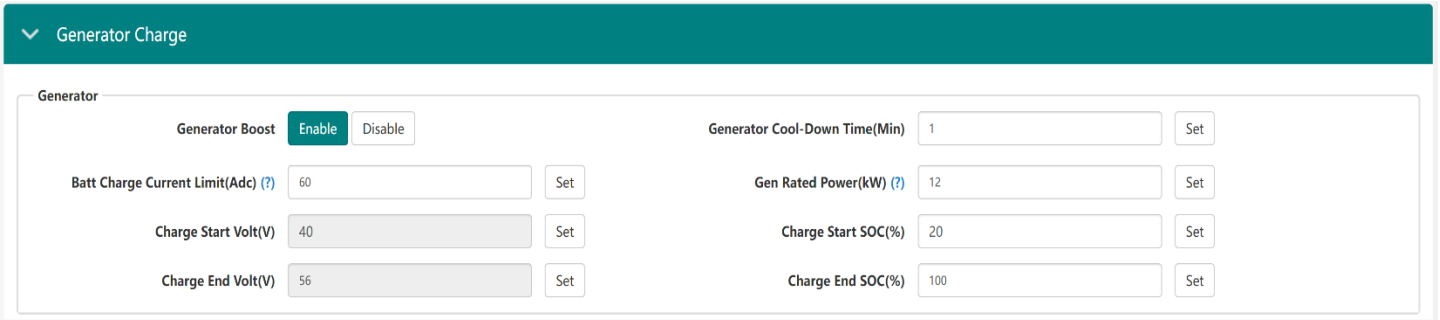 Generator Charge
Generator
Generator Boost Enable Disable Generator Cool-Down Time(Min) 1 Set
Batt Charge Current Limit(Adc) (?) 60 Set Gen Rated Power(kW) (?) 12 Set
Charge Start Volt(V) 40 Set Charge Start SOC(%) 20 Set
Charge End Volt(V) 56 Set Charge End SOC(%) 100 Set